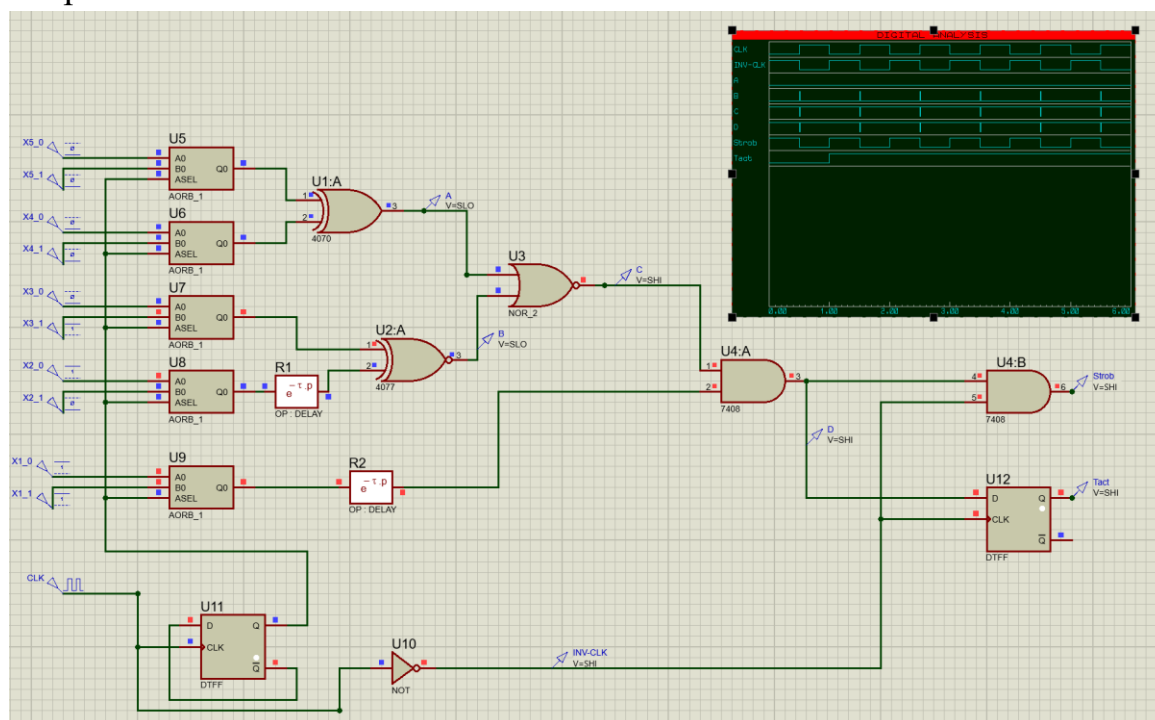 DIGITAL ANALYSIS
CLK
INV-CLK
A
B
C
D
Strob
Tact
0.00 1.00 2.00 3.00 4.00 5.00 6.00
X5_0
X5_1
U5
A0
B0
ASEL
Q0
AORB_1
X4_0
X4_1
U6
A0
B0
ASEL
Q0
AORB_1
X3_0
X3_1
U7
A0
B0
ASEL
Q0
AORB_1
X2_0
X2_1
U8
A0
B0
ASEL
Q0
AORB_1
X1_0
X1_1
U9
A0
B0
ASEL
Q0
AORB_1
U1:A
1
2
3
4070
A
V=SLO
R1
e -τ.p
OP : DELAY
U2:A
1
2
3
4077
B
V=SLO
U3
NOR_2
C
V=SHI
R2
e -τ.p
OP : DELAY
U4:A
1
2
3
7408
D
V=SHI
U4:B
4
5
6
7408
Strob
V=SHI
U12
D
Q
CLK
Q
DTFF
Tact
V=SHI
CLK
U11
D
Q
CLK
Q
DTFF
U10
NOT
INV-CLK
V=SHI